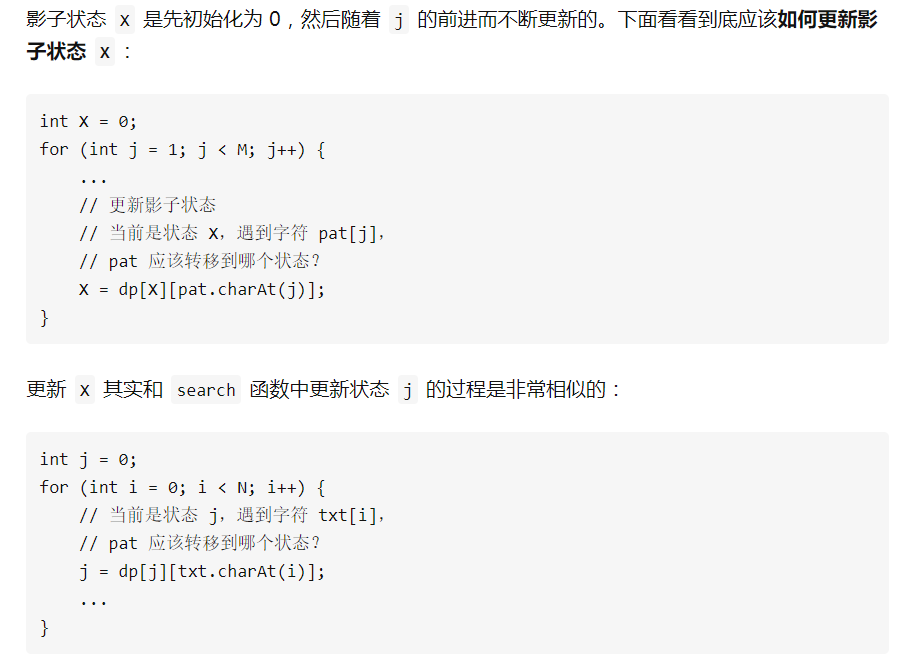 影子状态 X 是先初始化为 0，然后随着 j 的前进而不断更新的。下面看看到底应该如何更新影
子状态 X：
int X = 0;
for (int j = 1; j < M; j++) {
    ...
    // 更新影子状态
    // 当前是状态 X，遇到字符 pat[j]，
    // pat 应该转移到哪个状态？
    X = dp[X][pat.charAt(j)];
}
更新 X 其实和 search 函数中更新状态 j 的过程是非常相似的：
int j = 0;
for (int i = 0; i < N; i++) {
    // 当前是状态 j，遇到字符 txt[i]，
    // pat 应该转移到哪个状态？
    j = dp[j][txt.charAt(i)];
    ...
}